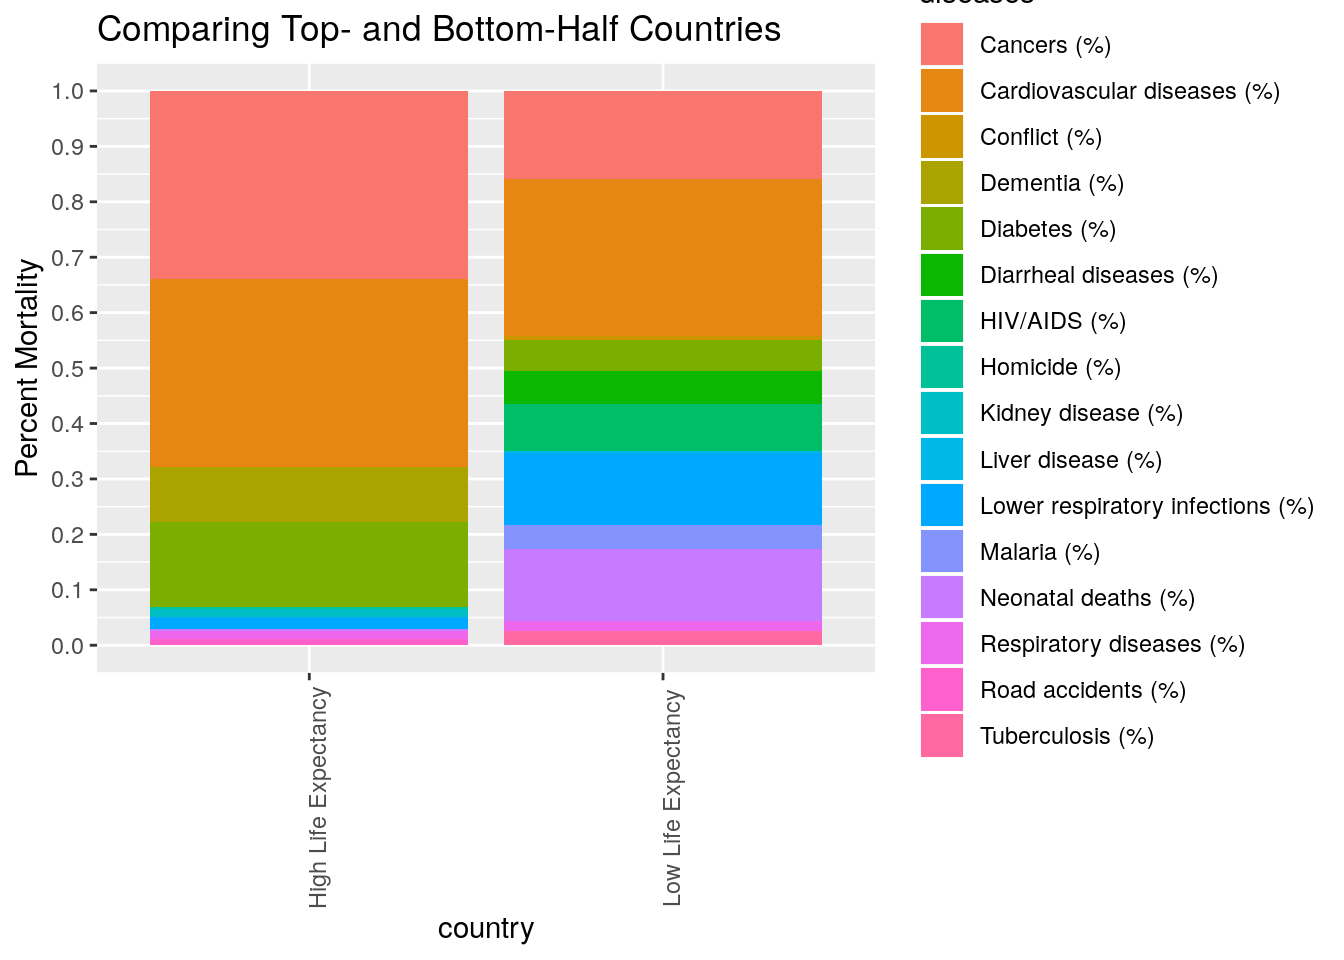 diseases
Comparing Top- and Bottom-Half Countries
Cancers (%)
Cardiovascular diseases (%)
Conflict (%)
Dementia (%)
Diabetes (%)
Diarrheal diseases (%)
HIV/AIDS (%)
Homicide (%)
Kidney disease (%)
Liver disease (%)
Lower respiratory infections (%)
Malaria (%)
Neonatal deaths (%)
Respiratory diseases (%)
Road accidents (%)
Tuberculosis (%)
Percent Mortality
1.0
0.9
0.8
0.7
0.6
0.5
0.4
0.3
0.2
0.1
0.0
High Life Expectancy
Low Life Expectancy
country